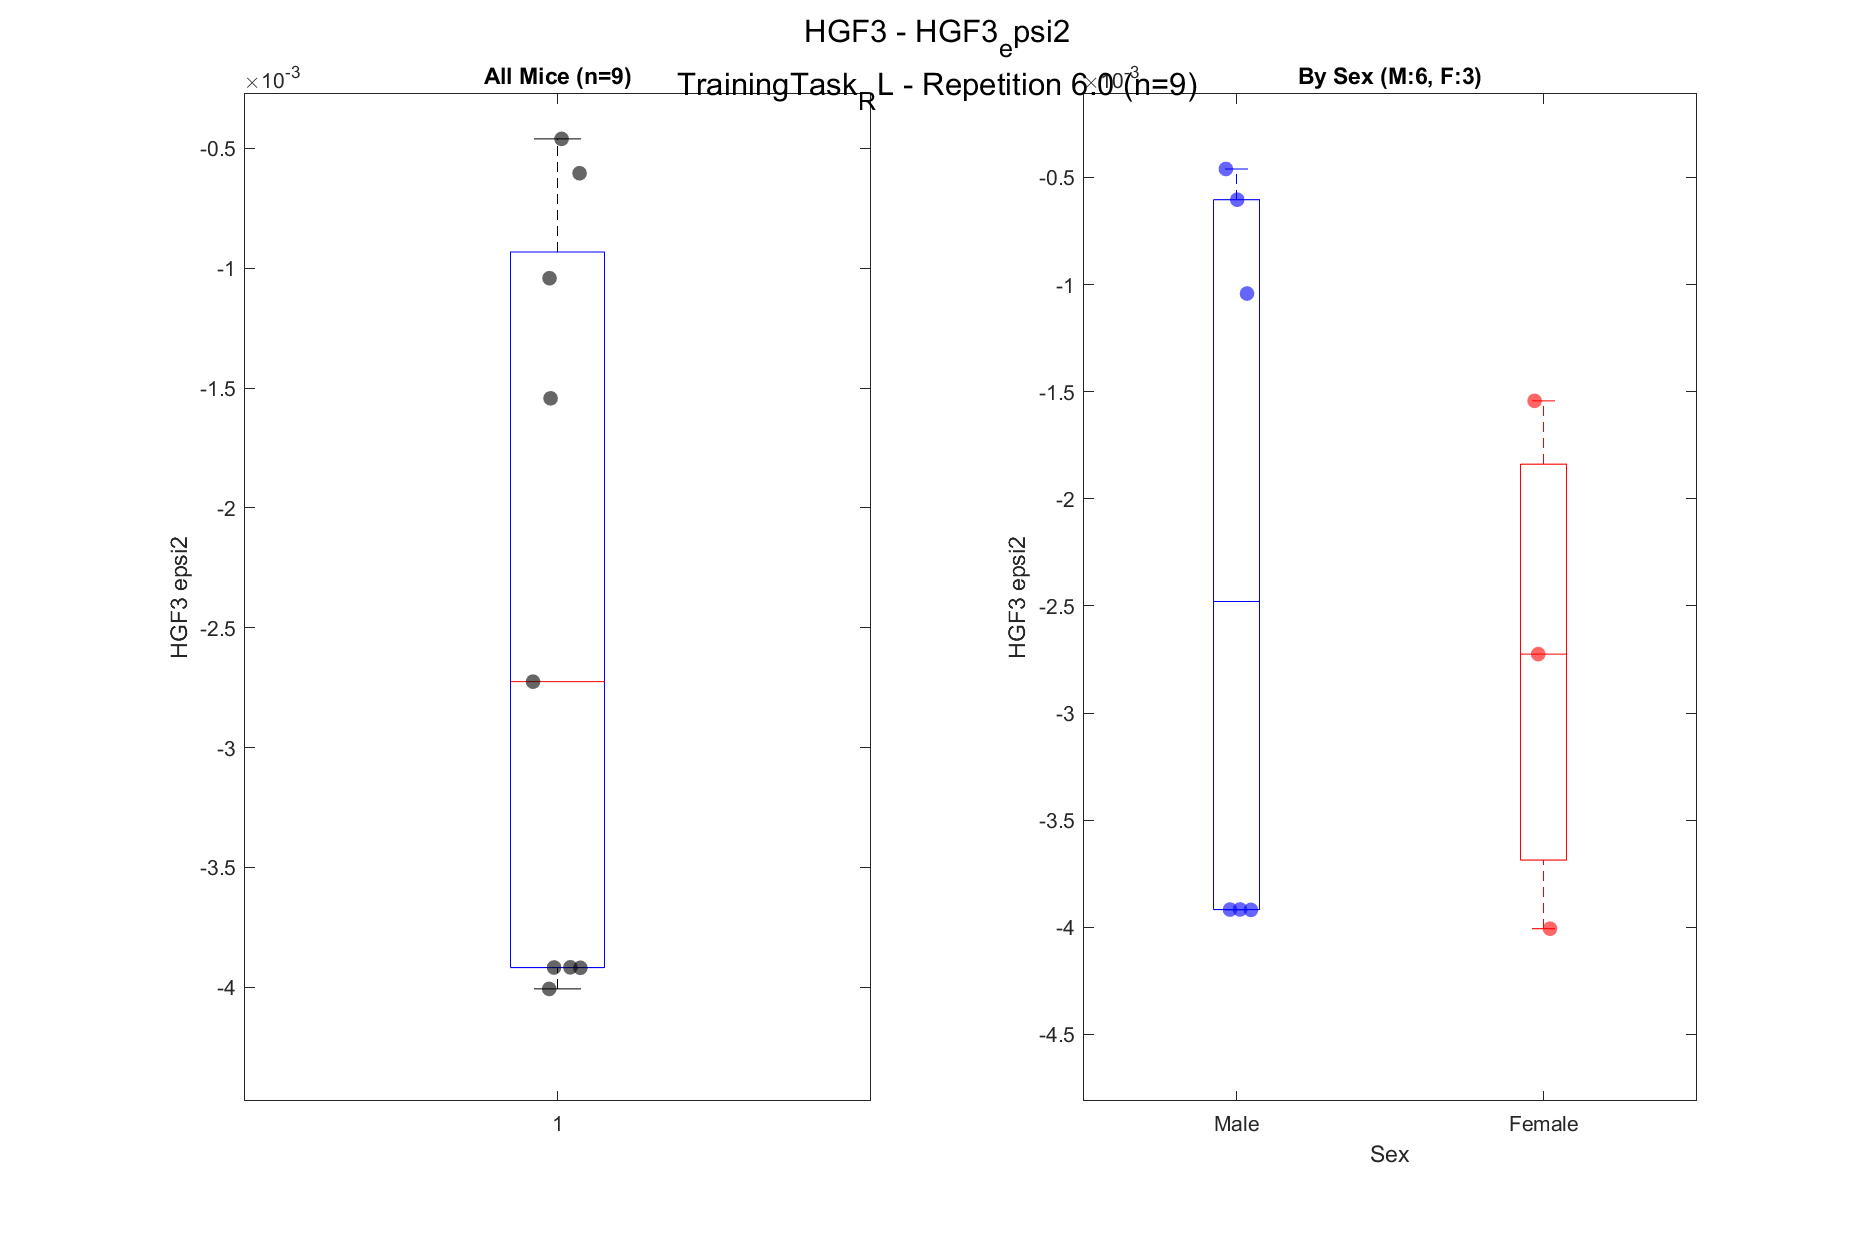 HGF3 - HGF3_epsi2
TrainingTask_RL - Repetition 6.0 (n=9)
All Mice (n=9)
×10-3
-0.5
-1
-1.5
-2
-2.5
-3
-3.5
-4
HGF3 epsi2
1
By Sex (M:6, F:3)
×10-3
-0.5
-1
-1.5
-2
-2.5
-3
-3.5
-4
-4.5
HGF3 epsi2
Male
Female
Sex